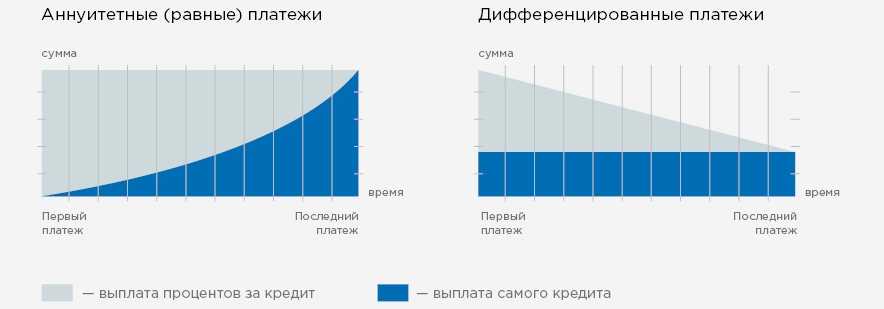 Аннуитетные (равные) платежи
сумма
время
Первый
платеж
Последний
платеж
Дифференцированные платежи
сумма
время
Первый
платеж
Последний
платеж
— выплата процентов за кредит
— выплата самого кредита